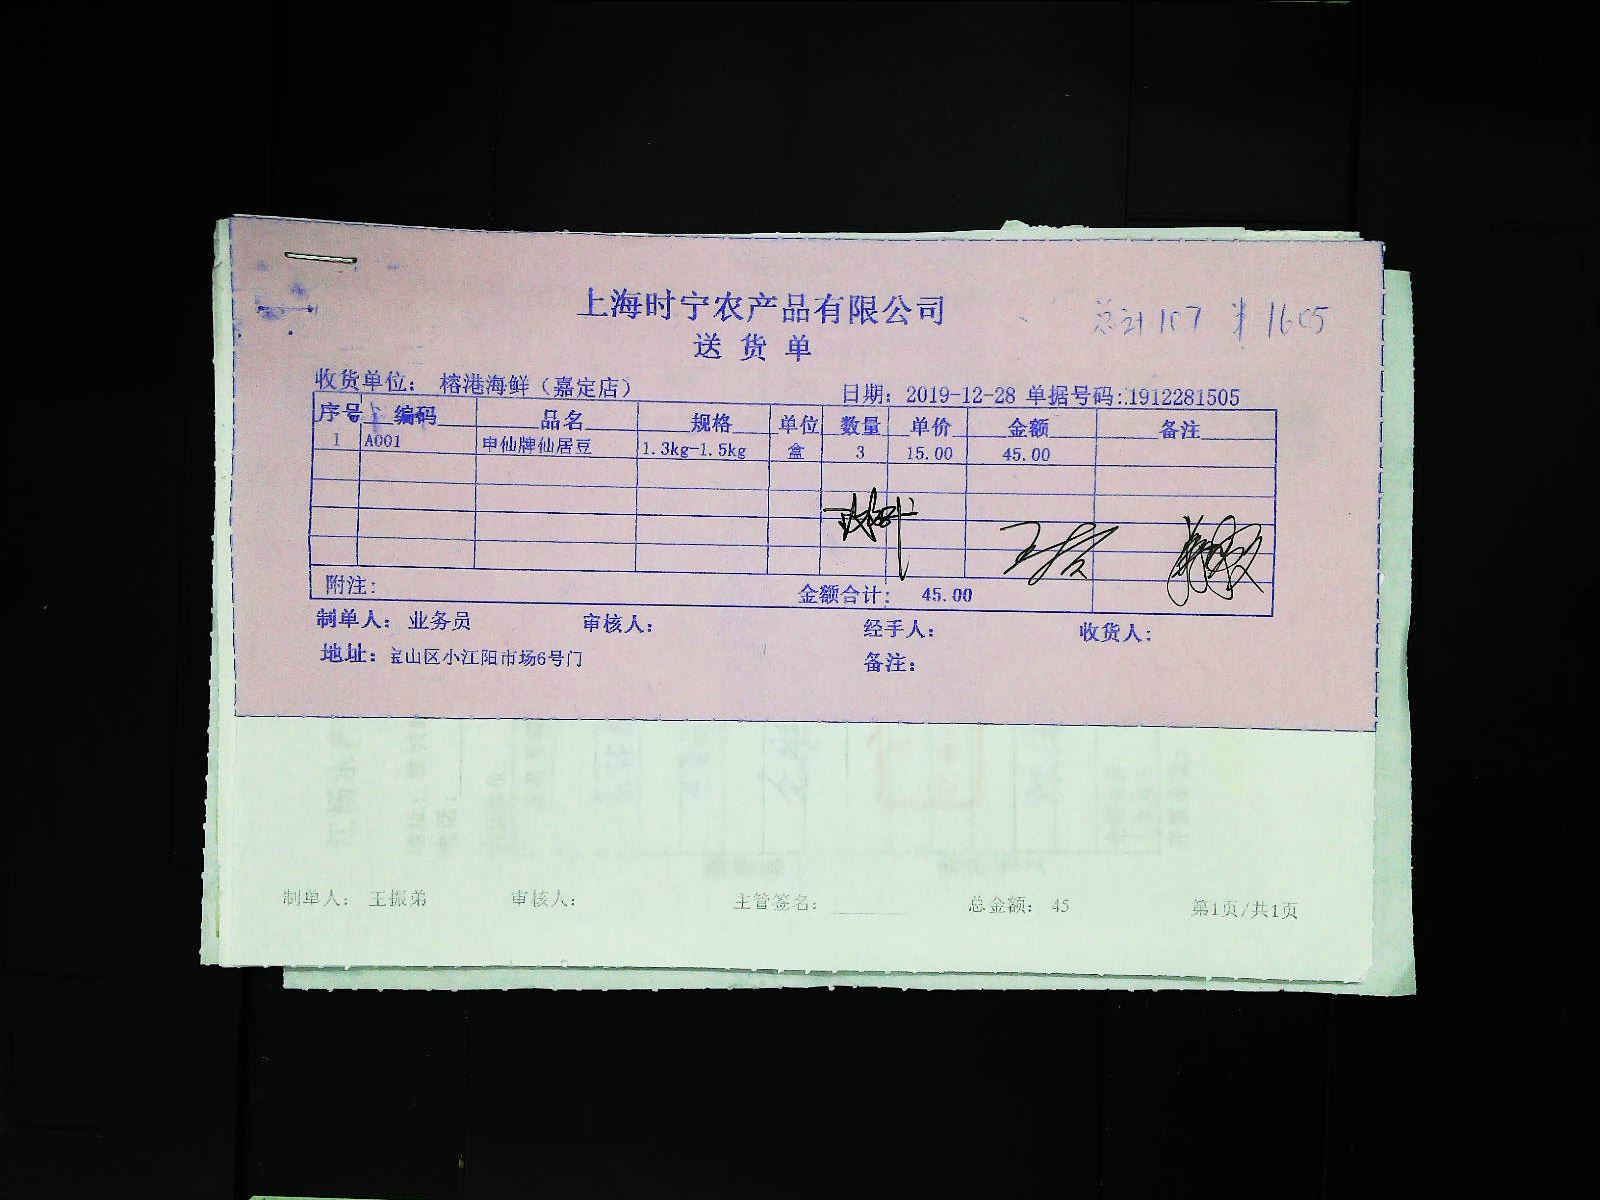 上海时宁农产品有限公司
总计107 1605
送货单
收货单位： 榕港海鲜（嘉定店） 日期：2019-12-28 单据号码：1912281505
序号 编码 品名 规格 单位 数量 单价 金额 备注
1 A001 申仙牌仙居豆 1.3kg-1.5kg 盒 3 15.00 45.00
附注： 金额合计： 45.00
制单人：业务员 审核人： 经手人： 收货人：
地址：宝山区小江阳市场6号门 备注：
制单人： 王振弟 审核人： 主管签名： 总金额： 45 第1页/共1页